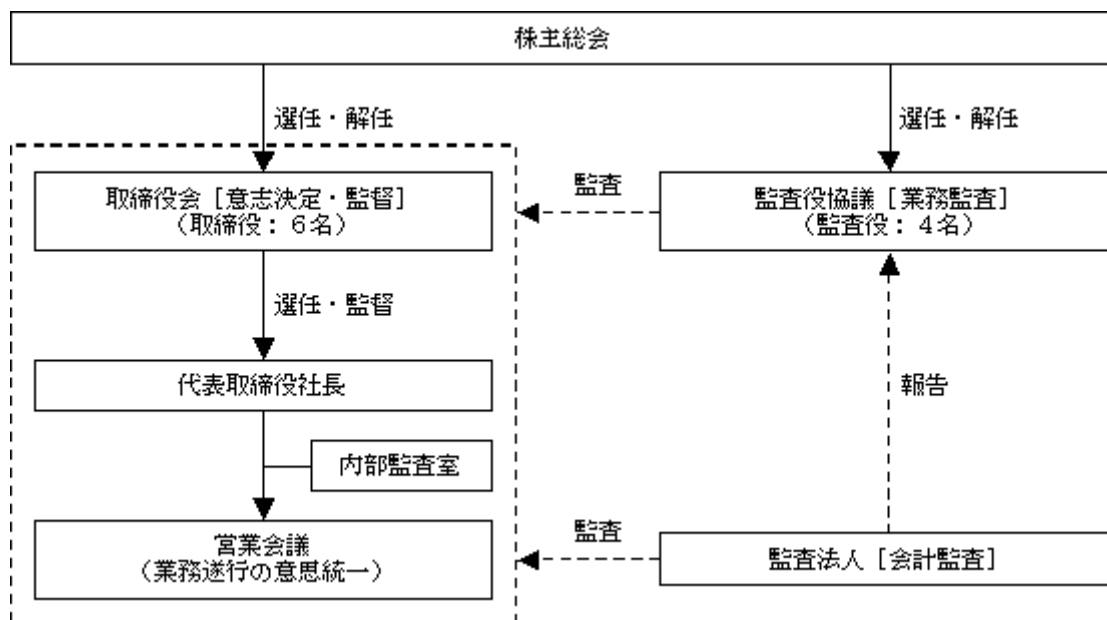 株主総会
選任・解任
選任・解任
取締役会［意志決定・監督］
（取締役：６名）
監査
監査役協議［業務監査］
（監査役：４名）
選任・監督
代表取締役社長
報告
内部監査室
営業会議
（業務遂行の意思統一）
監査
監査法人［会計監査］